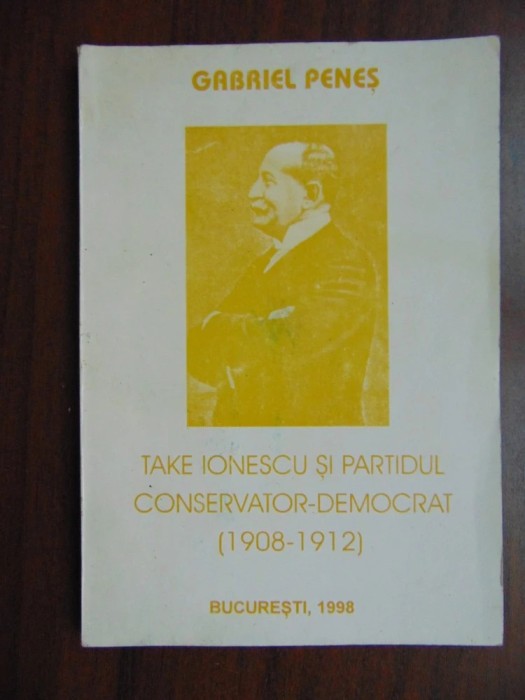 GABRIEL PENEȘ
TAKE IONESCU ȘI PARTIDUL
CONSERVATOR-DEMOCRAT
(1908-1912)
BUCUREȘTI, 1998